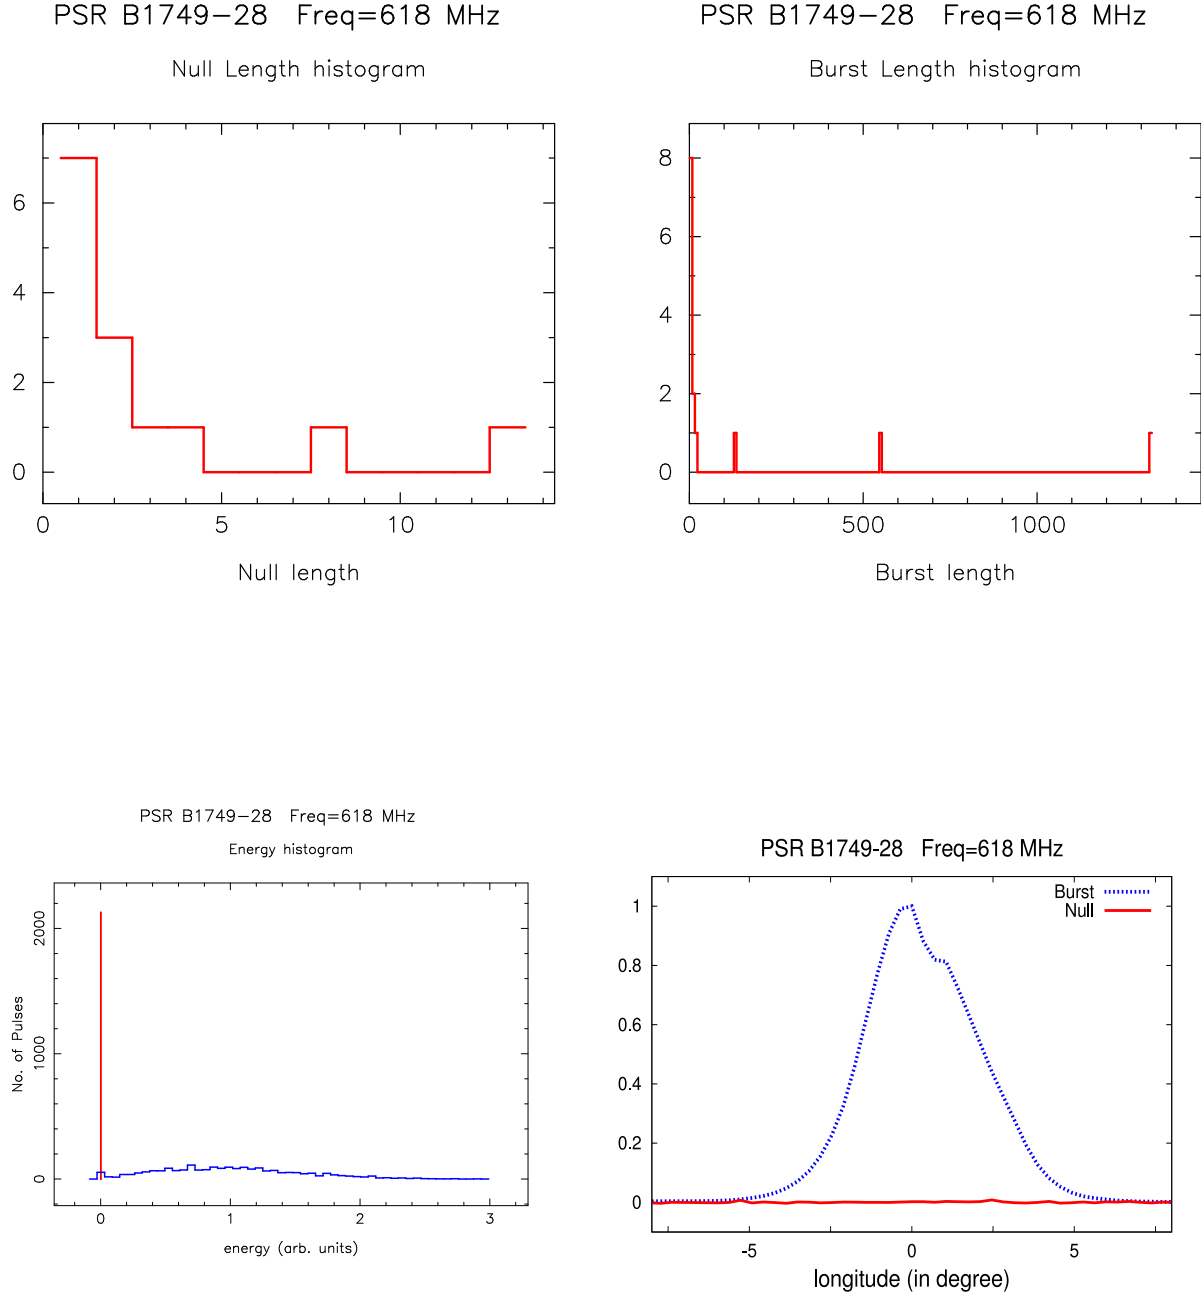 PSR B1749−28 Freq=618 MHz
Null Length histogram
6
4
2
0
0 5 10
Null length
PSR B1749−28 Freq=618 MHz
Burst Length histogram
8
6
4
2
0
0 500 1000
Burst length
PSR B1749−28 Freq=618 MHz
Energy histogram
No. of Pulses
2000
1000
0
0 1 2 3
energy (arb. units)
PSR B1749-28 Freq=618 MHz
Burst
Null
1
0.8
0.6
0.4
0.2
0
-5 0 5
longitude (in degree)